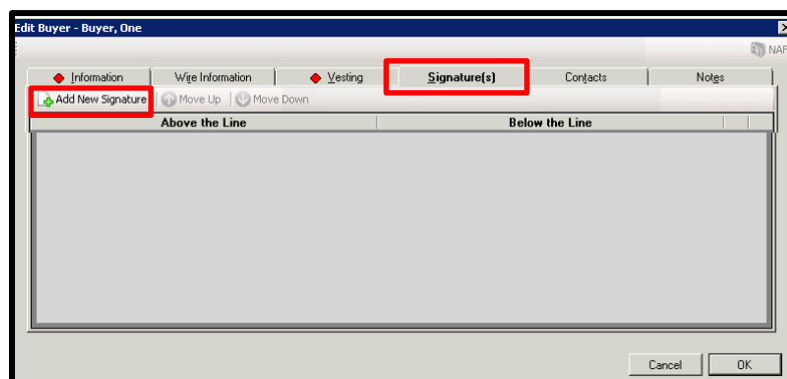 Edit Buyer - Buyer, One
NAF
Information Wire Information Vesting Signature(s) Contacts Notes
Add New Signature Move Up Move Down
Above the Line Below the Line
Cancel OK